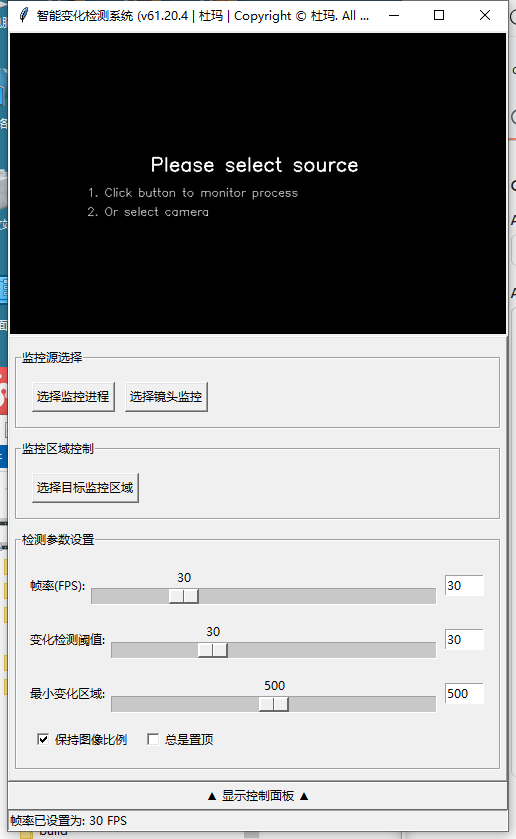 智能变化检测系统 (v61.20.4 | 杜玛 | Copyright © 杜玛. All ...
Please select source
1. Click button to monitor process
2. Or select camera
监控源选择
选择监控进程 选择镜头监控
监控区域控制
选择目标监控区域
检测参数设置
30
帧率(FPS): 30
30
变化检测阈值: 30
500
最小变化区域: 500
保持图像比例 总是置顶
▲ 显示控制面板 ▲
帧率已设置为: 30 FPS